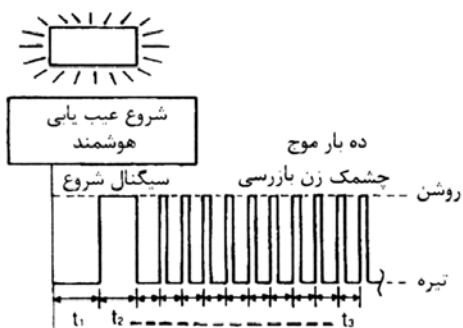 شروع عیب یابی
هوشمند
ده بار موج
سیگنال شروع
چشمک زن بازرسی
روشن
تیره
t₁
t₂
t₃